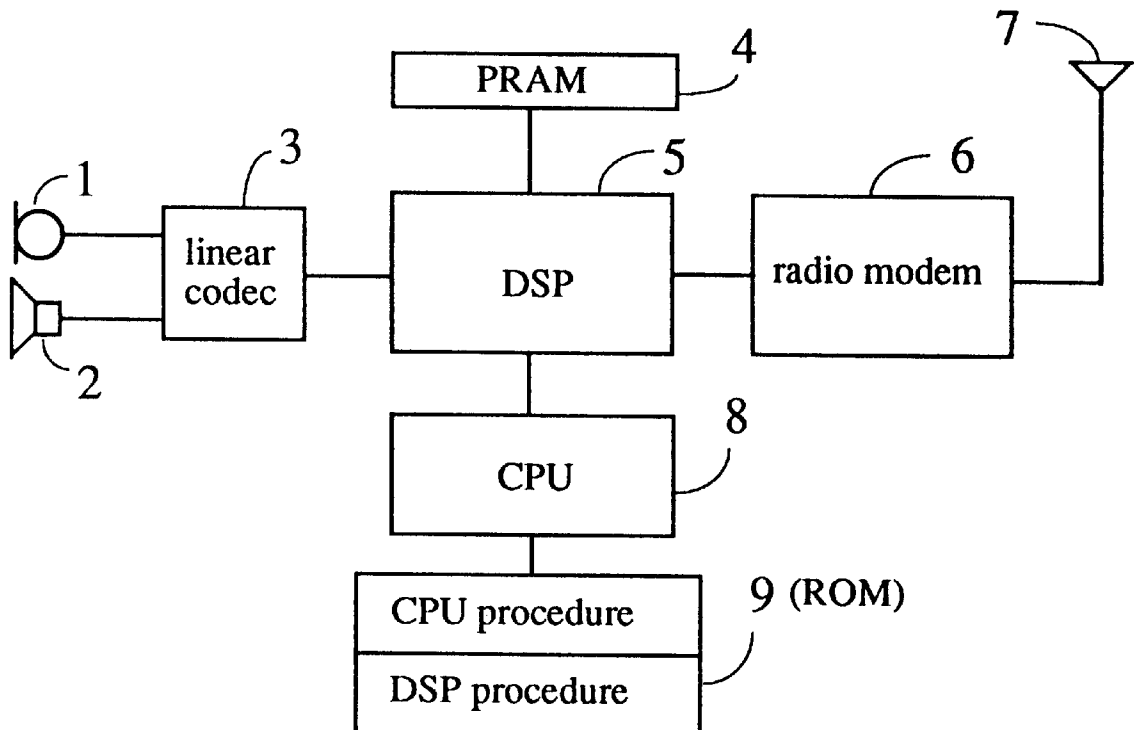 4
PRAM
7
3
5
6
1
linear
codec
DSP
radio modem
2
8
CPU
9 (ROM)
CPU procedure
DSP procedure